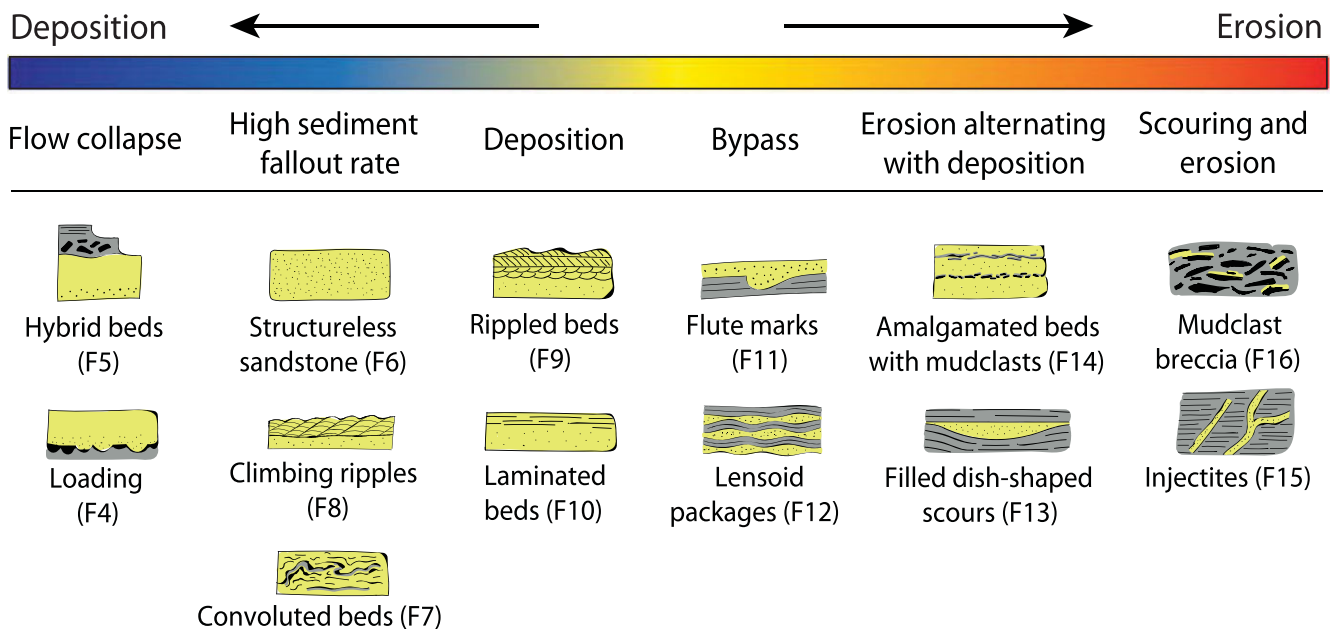 Deposition
Erosion
Flow collapse
High sediment
fallout rate
Deposition
Bypass
Erosion alternating
with deposition
Scouring and
erosion
Hybrid beds
(F5)
Structureless
sandstone (F6)
Rippled beds
(F9)
Flute marks
(F11)
Amalgamated beds
with mudclasts (F14)
Mudclast
breccia (F16)
Loading
(F4)
Climbing ripples
(F8)
Laminated
beds (F10)
Lensoid
packages (F12)
Filled dish-shaped
scours (F13)
Injectites (F15)
Convoluted beds (F7)